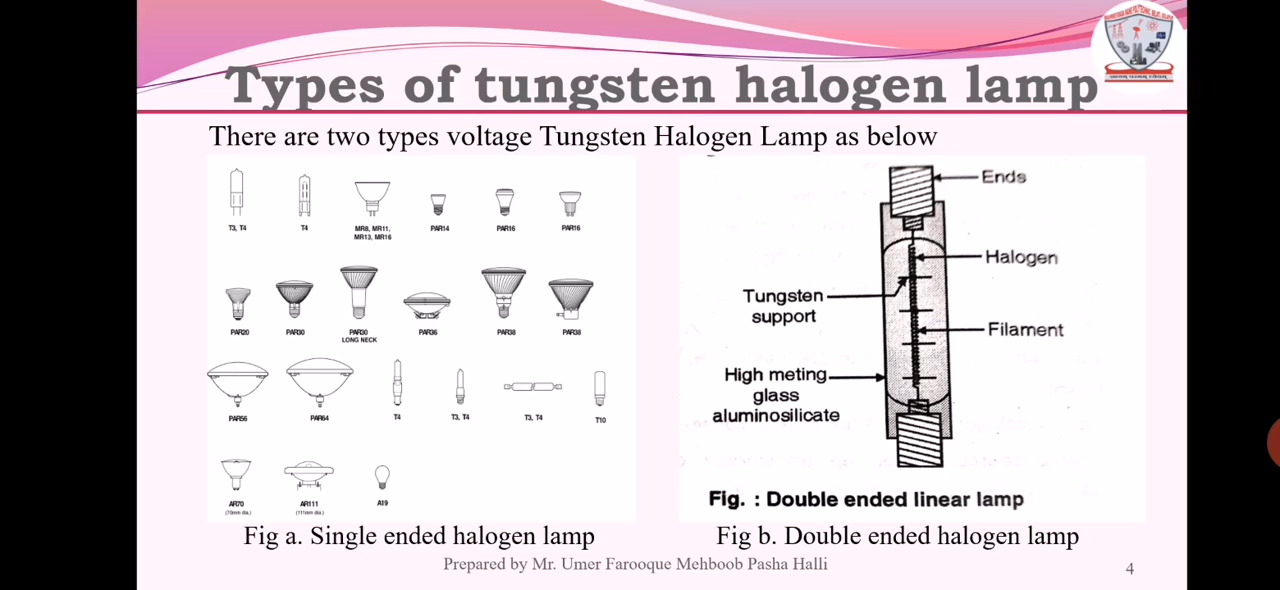 Types of tungsten halogen lamp
There are two types voltage Tungsten Halogen Lamp as below
T3, T4
T4
MR8, MR11,
MR13, MR16
PAR14
PAR16
PAR16
PAR20
PAR30
PAR30
LONG NECK
PAR36
PAR38
PAR38
PAR56
PAR64
T4
T3, T4
T3, T4
T10
AR70
(70mm dia.)
AR111
(111mm dia.)
A19
Fig a. Single ended halogen lamp
Ends
Halogen
Tungsten
support
Filament
High meting
glass
aluminosilicate
Fig. : Double ended linear lamp
Fig b. Double ended halogen lamp
Prepared by Mr. Umer Farooque Mehboob Pasha Halli
4